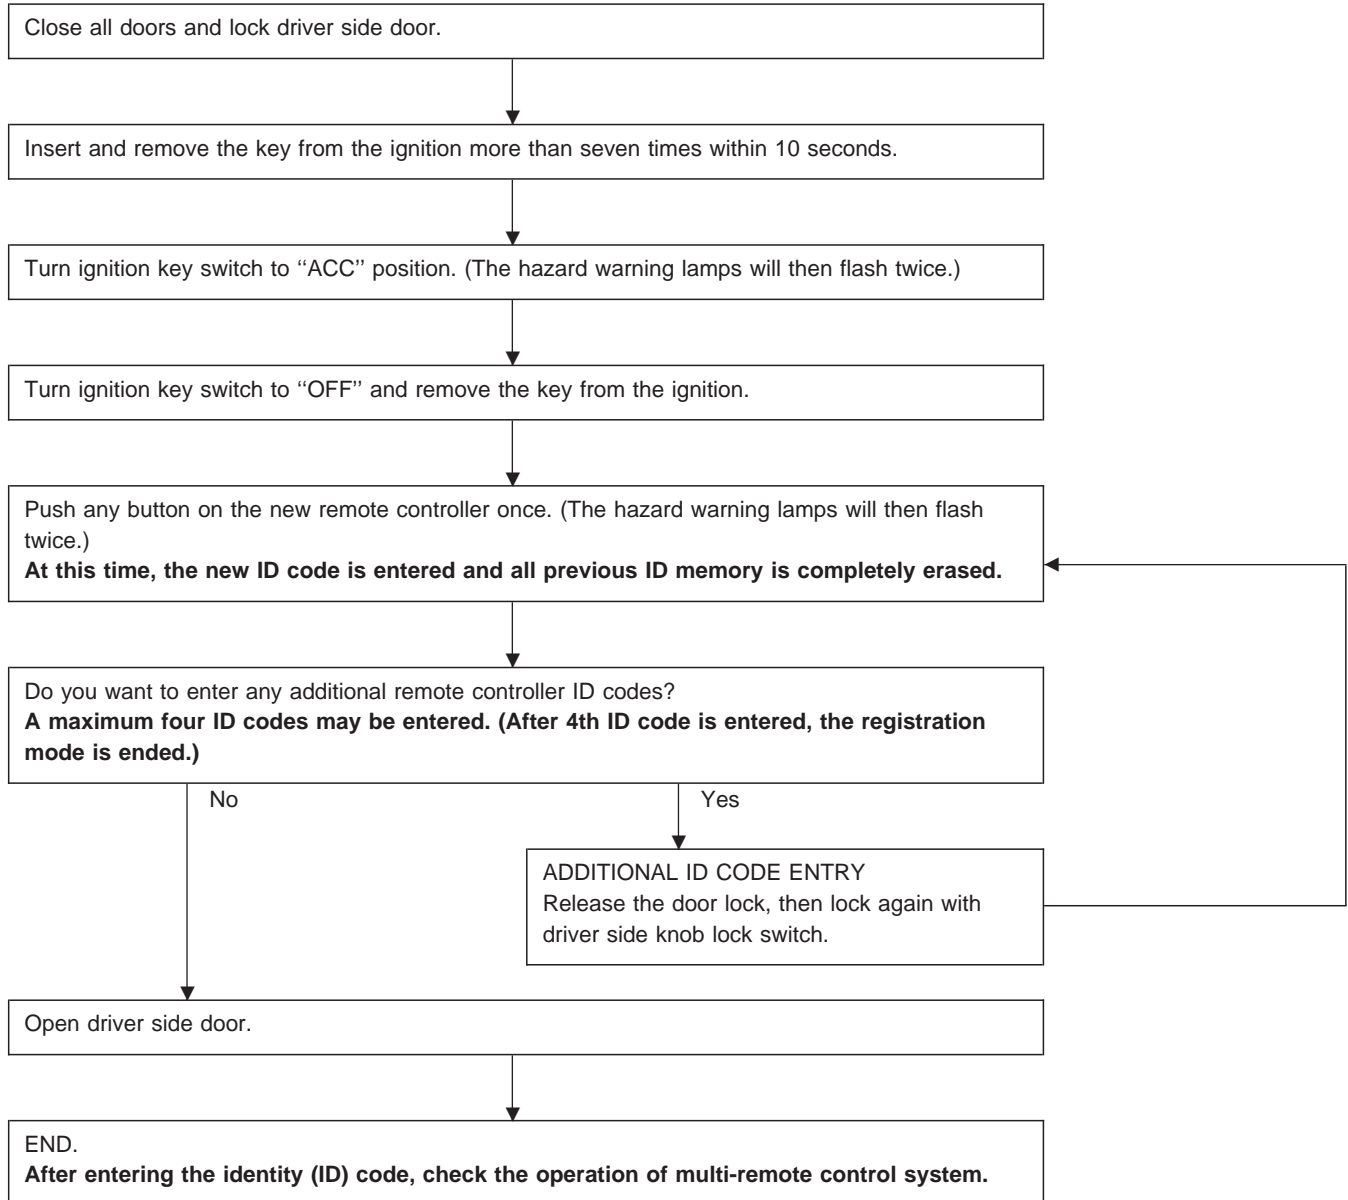 Close all doors and lock driver side door.
Insert and remove the key from the ignition more than seven times within 10 seconds.
Turn ignition key switch to ‘‘ACC’’ position. (The hazard warning lamps will then flash twice.)
Turn ignition key switch to ‘‘OFF’’ and remove the key from the ignition.
Push any button on the new remote controller once. (The hazard warning lamps will then flash
twice.)
At this time, the new ID code is entered and all previous ID memory is completely erased.
Do you want to enter any additional remote controller ID codes?
A maximum four ID codes may be entered. (After 4th ID code is entered, the registration
mode is ended.)
No
Yes
ADDITIONAL ID CODE ENTRY
Release the door lock, then lock again with
driver side knob lock switch.
Open driver side door.
END.
After entering the identity (ID) code, check the operation of multi-remote control system.